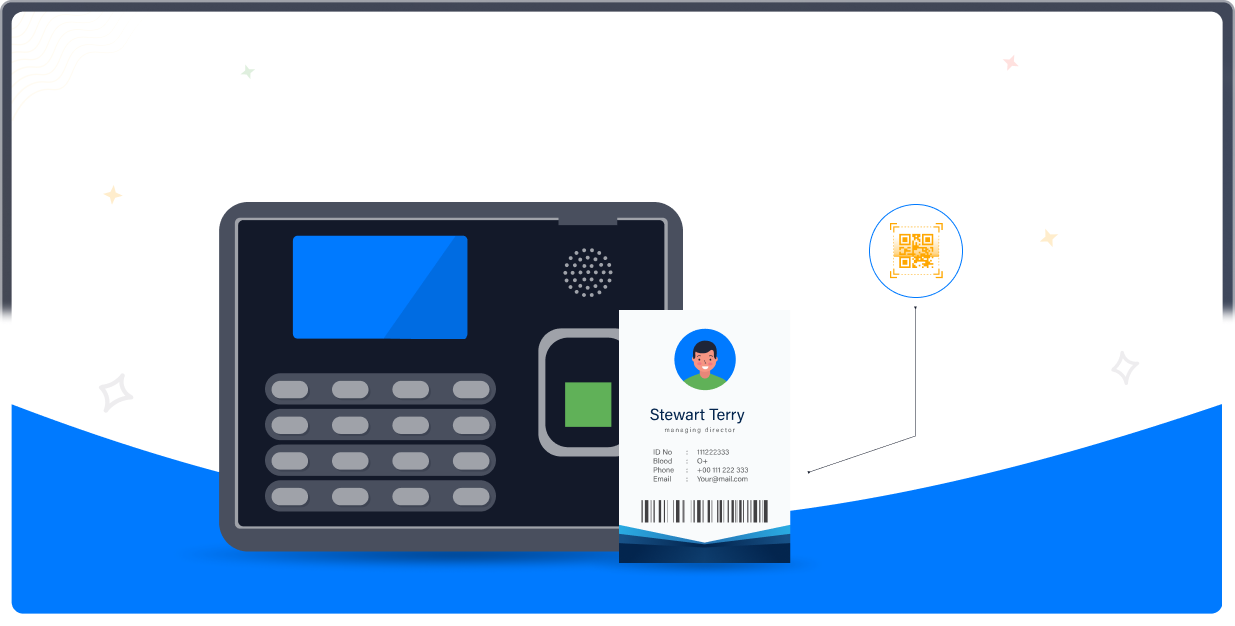 Stewart Terry
managing director
ID No : 111222333
Blood : O+
Phone : +00 111 222 333
Email : Your@mail.com